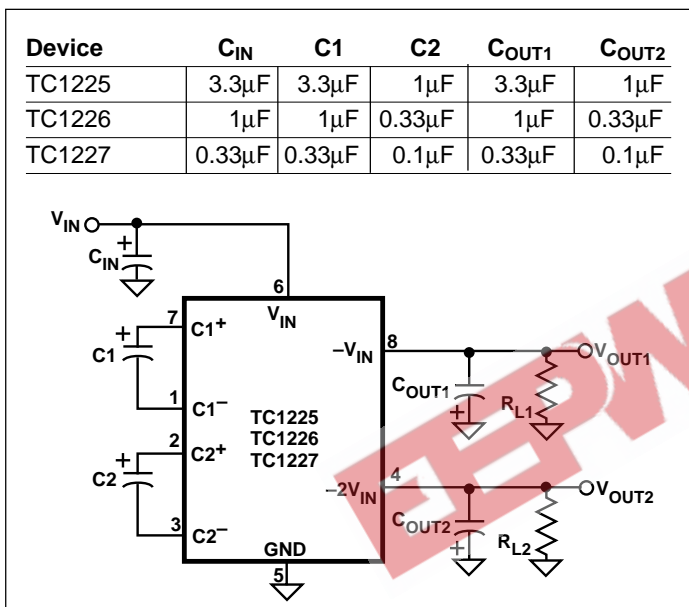 Device CIN C1 C2 COUT1 COUT2
TC1225 3.3µF 3.3µF 1µF 3.3µF 1µF
TC1226 1µF 1µF 0.33µF 1µF 0.33µF
TC1227 0.33µF 0.33µF 0.1µF 0.33µF 0.1µF
VIN
+
CIN
6
VIN
7 C1+
–VIN 8
VOUT1
+
C1
COUT1
+
RL1
1 C1–
TC1225
TC1226
TC1227
2 C2+
+
C2
–2VIN 4
VOUT2
COUT2
+
RL2
3 C2–
GND
5
EEPW